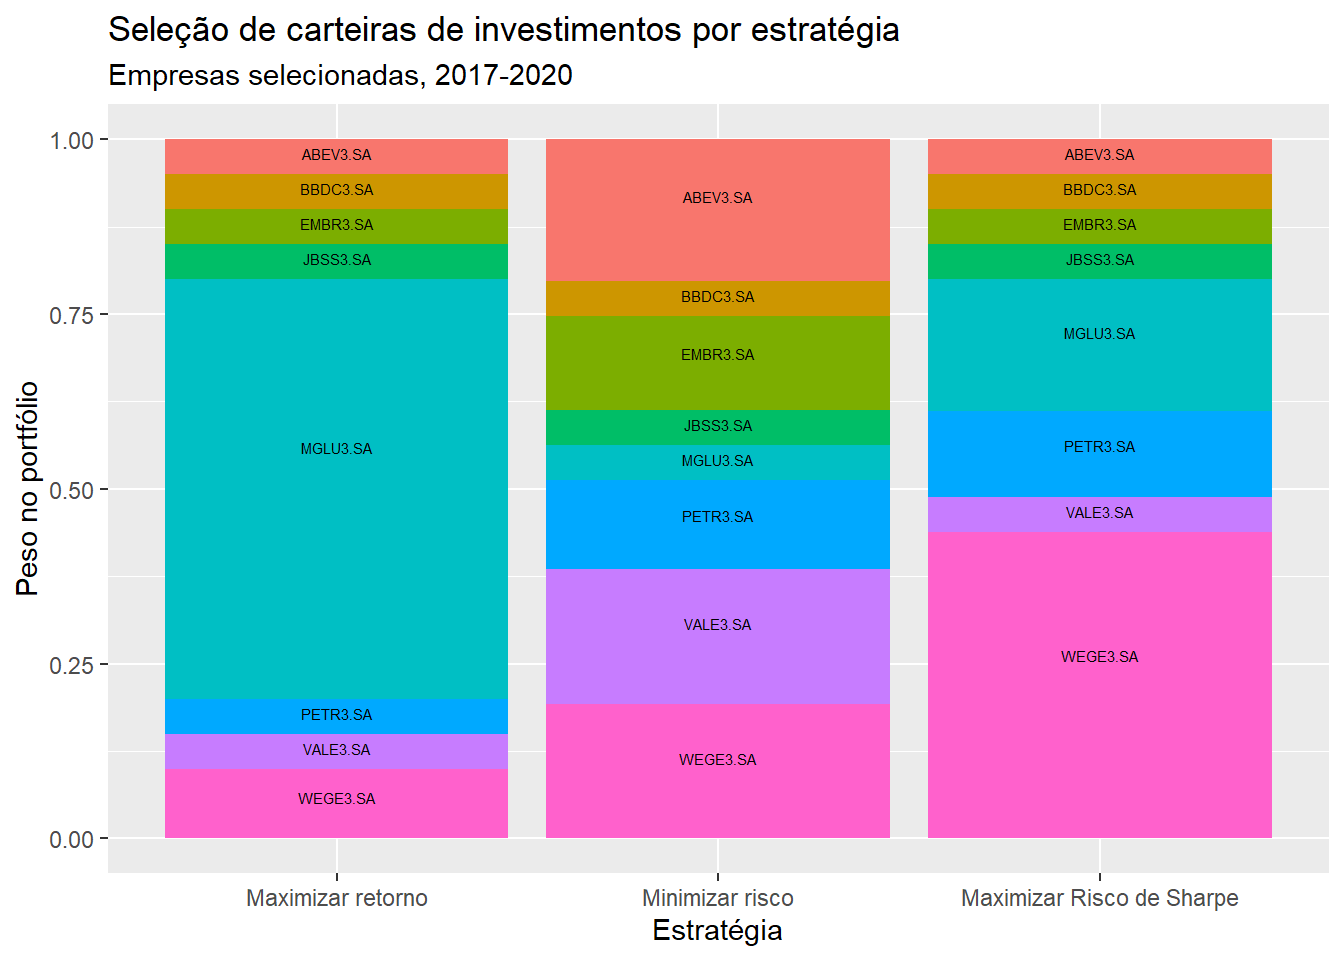 Seleção de carteiras de investimentos por estratégia
Empresas selecionadas, 2017-2020
Peso no portfólio
1.00
0.75
0.50
0.25
0.00
ABEV3.SA
BBDC3.SA
EMBR3.SA
JBSS3.SA
MGLU3.SA
PETR3.SA
VALE3.SA
WEGE3.SA
ABEV3.SA
BBDC3.SA
EMBR3.SA
JBSS3.SA
MGLU3.SA
PETR3.SA
VALE3.SA
WEGE3.SA
ABEV3.SA
BBDC3.SA
EMBR3.SA
JBSS3.SA
MGLU3.SA
PETR3.SA
VALE3.SA
WEGE3.SA
Maximizar retorno
Minimizar risco
Maximizar Risco de Sharpe
Estratégia